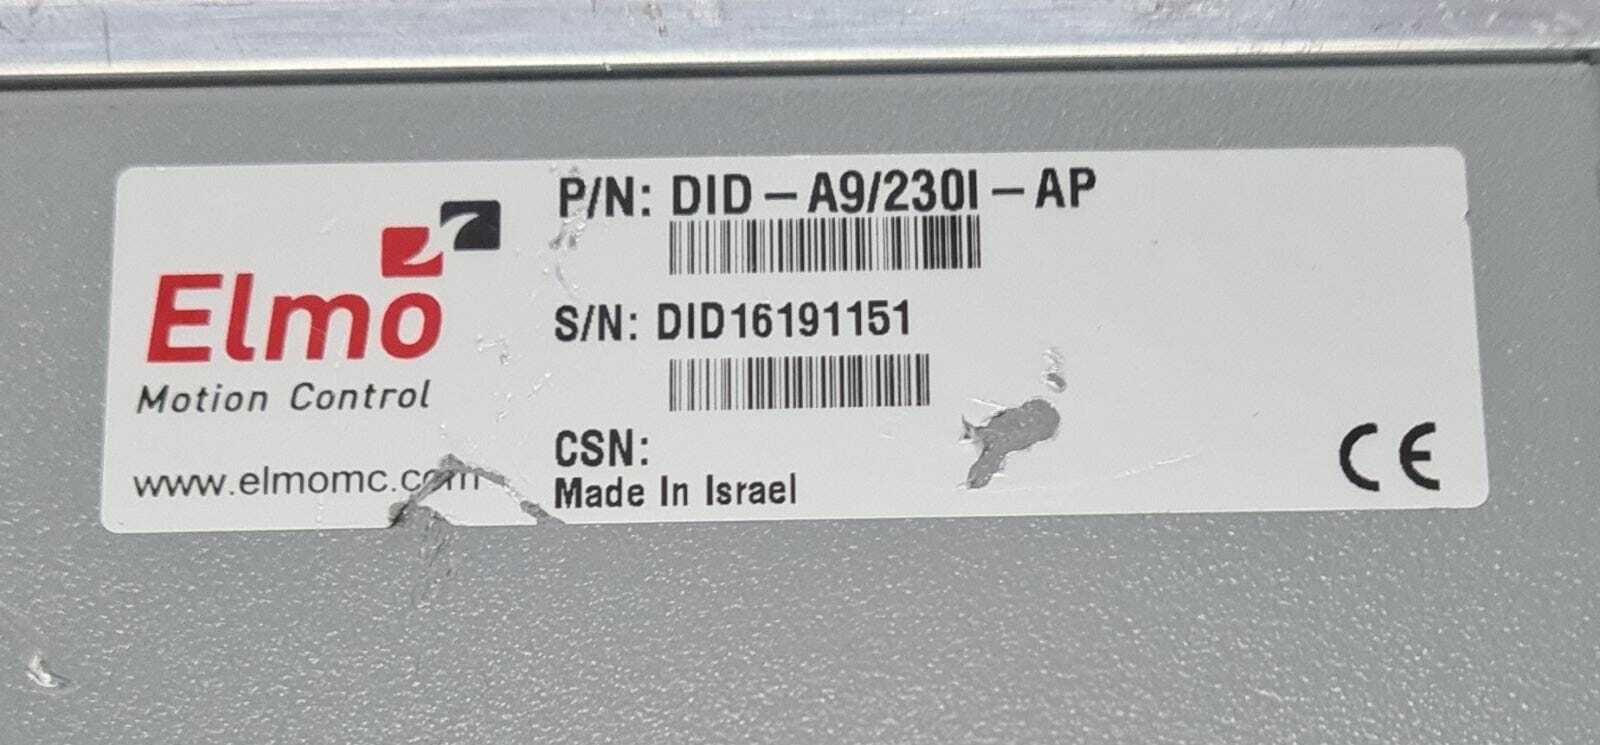 Elmo
Motion Control
www.elmomc.com
P/N: DID – A9/230I – AP
S/N: DID16191151
CSN:
Made In Israel
CE